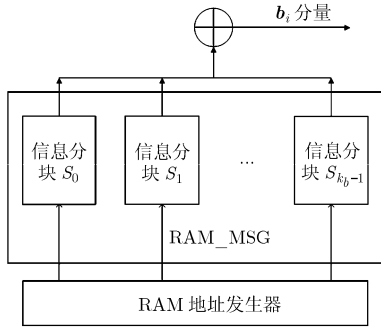 b_i 分量
信息分
块 S_0
信息分
块 S_1
...
信息分
块 S_{k_b-1}
RAM_MSG
RAM 地址发生器